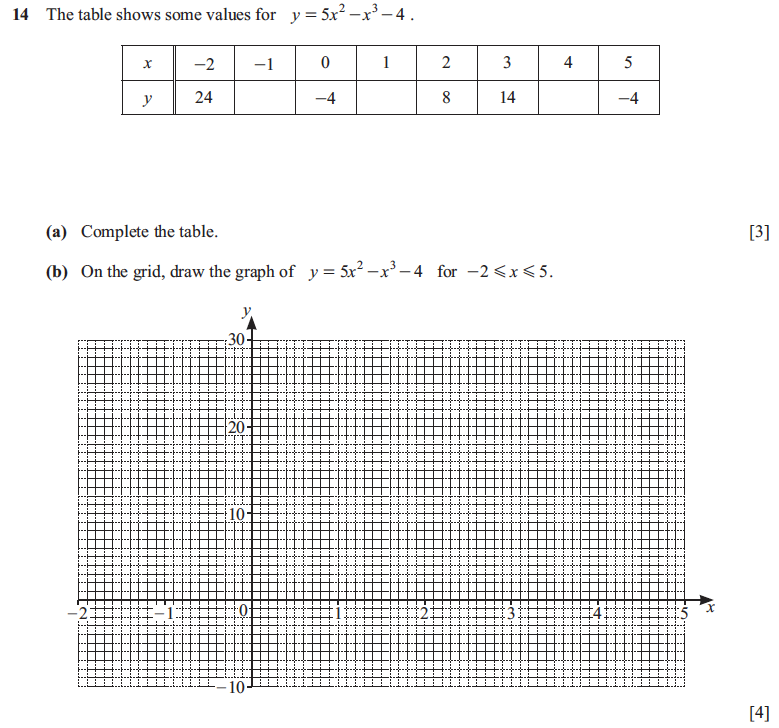 14 The table shows some values for y = 5x² − x³ − 4 .
x −2 −1 0 1 2 3 4 5
y 24 −4 8 14 −4
(a) Complete the table. [3]
(b) On the grid, draw the graph of y = 5x² − x³ − 4 for −2 ⩽ x ⩽ 5.
y
30
20
10
−2 −1 0 1 2 3 4 5 x
−10
[4]